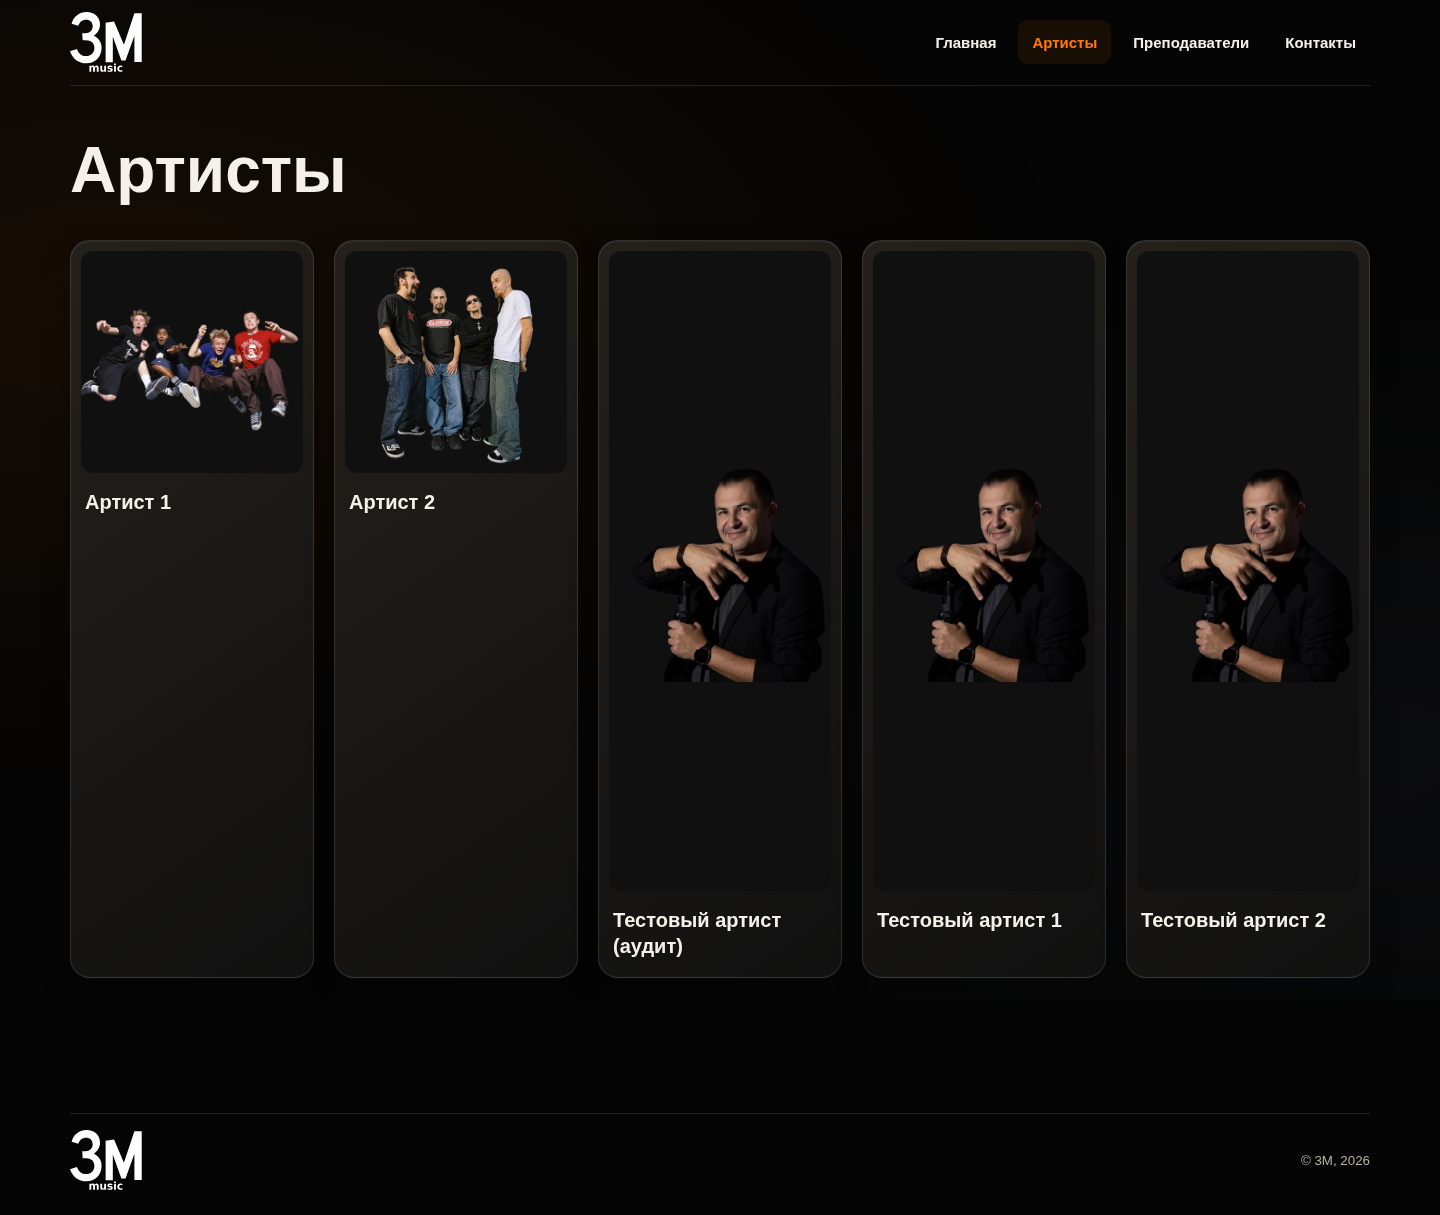 3M
music
Главная
Артисты
Преподаватели
Контакты
Артисты
Артист 1
Артист 2
Тестовый артист
(аудит)
Тестовый артист 1
Тестовый артист 2
3M
music
© 3M, 2026